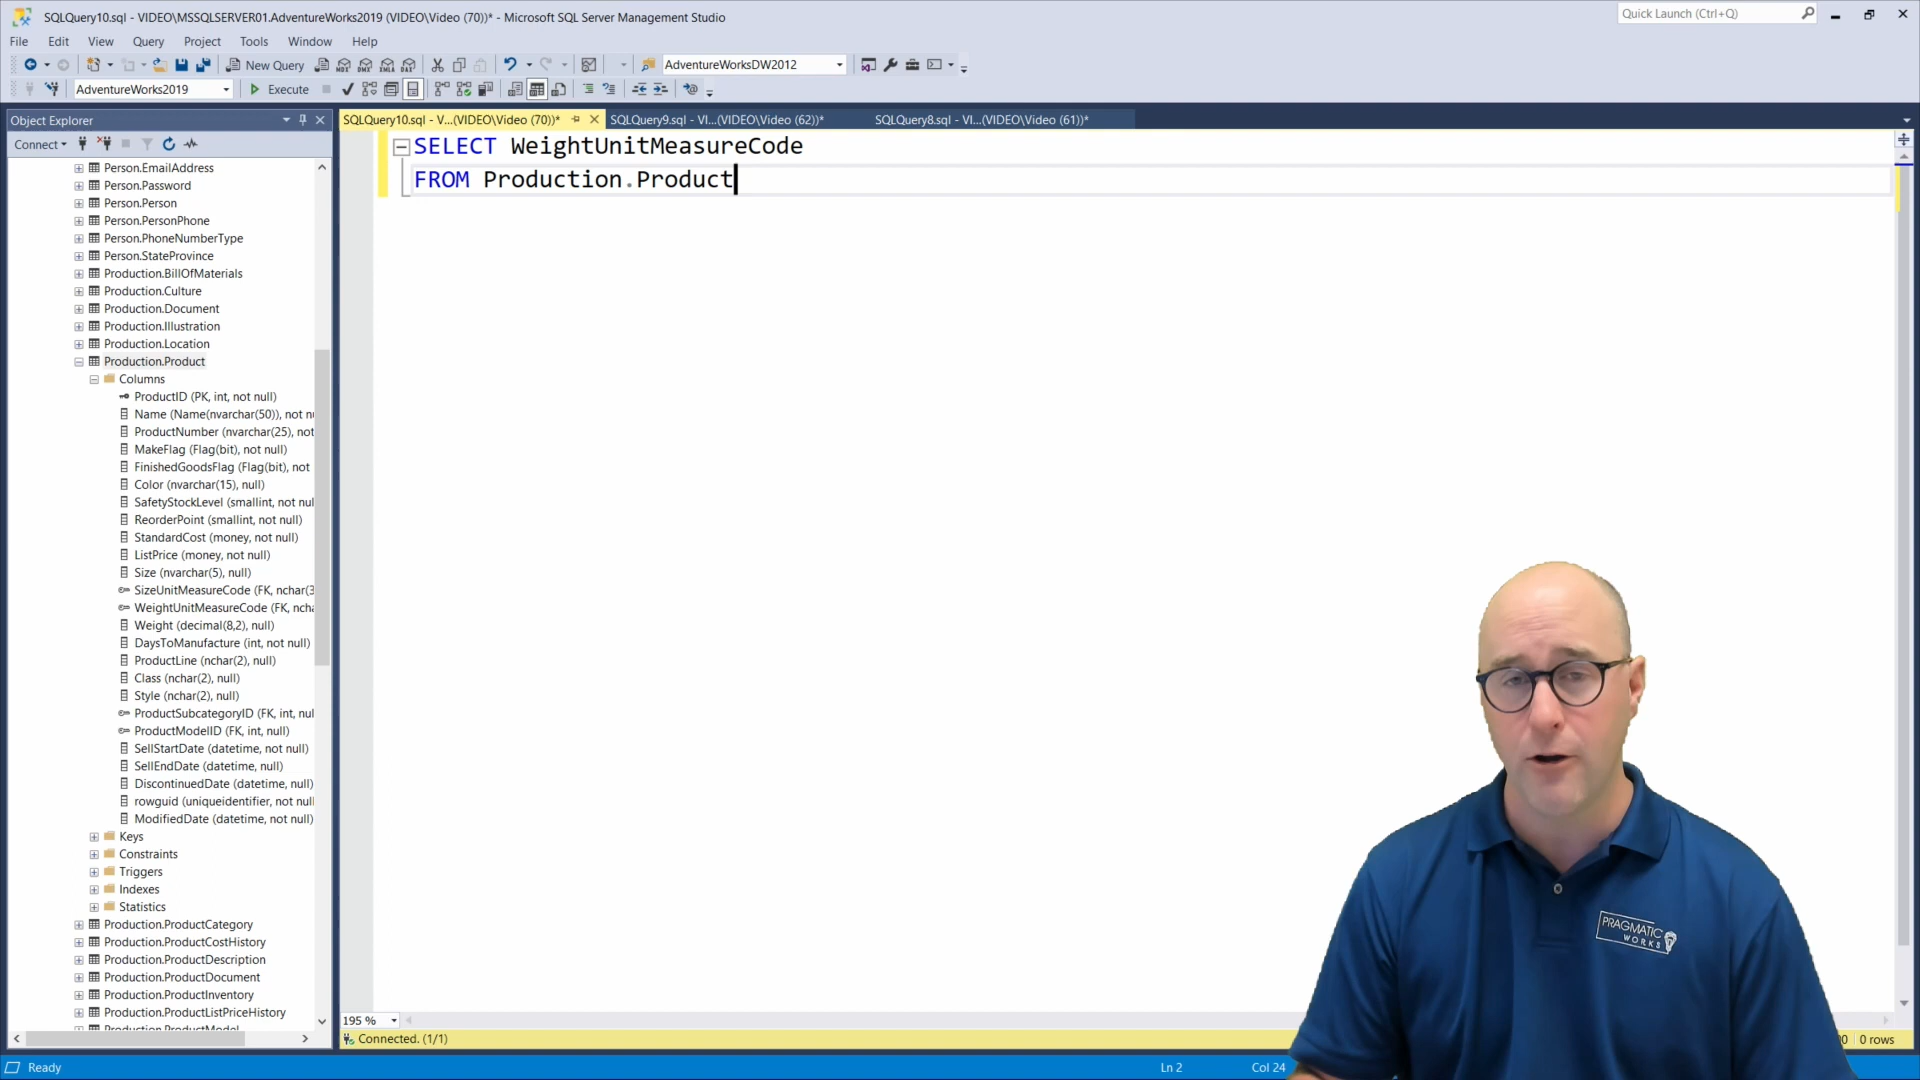 SQLQuery10.sql - VIDEO\MSSQLSERVER01.AdventureWorks2019 (VIDEO\Video (70))* - Microsoft SQL Server Management Studio
Quick Launch (Ctrl+Q)
File Edit View Query Project Tools Window Help
New Query
AdventureWorksDW2012
AdventureWorks2019
Execute
Object Explorer
SQLQuery10.sql - V...(VIDEO\Video (70))*
SQLQuery9.sql - VI...(VIDEO\Video (62))*
SQLQuery8.sql - VI...(VIDEO\Video (61))*
Connect
SELECT WeightUnitMeasureCode
FROM Production.Product
Person.EmailAddress
Person.Password
Person.Person
Person.PersonPhone
Person.PhoneNumberType
Person.StateProvince
Production.BillOfMaterials
Production.Culture
Production.Document
Production.Illustration
Production.Location
Production.Product
Columns
ProductID (PK, int, not null)
Name (Name(nvarchar(50)), not nu
ProductNumber (nvarchar(25), not
MakeFlag (Flag(bit), not null)
FinishedGoodsFlag (Flag(bit), not
Color (nvarchar(15), null)
SafetyStockLevel (smallint, not nul
ReorderPoint (smallint, not null)
StandardCost (money, not null)
ListPrice (money, not null)
Size (nvarchar(5), null)
SizeUnitMeasureCode (FK, nchar(3
WeightUnitMeasureCode (FK, ncha
Weight (decimal(8,2), null)
DaysToManufacture (int, not null)
ProductLine (nchar(2), null)
Class (nchar(2), null)
Style (nchar(2), null)
ProductSubcategoryID (FK, int, nul
ProductModelID (FK, int, null)
SellStartDate (datetime, not null)
SellEndDate (datetime, null)
DiscontinuedDate (datetime, null)
rowguid (uniqueidentifier, not null
ModifiedDate (datetime, not null)
Keys
Constraints
Triggers
Indexes
Statistics
Production.ProductCategory
Production.ProductCostHistory
Production.ProductDescription
Production.ProductDocument
Production.ProductInventory
Production.ProductListPriceHistory
Production.ProductModel
PRAGMATIC
WORKS
195 %
Connected. (1/1)
0 rows
Ready
Ln 2
Col 24